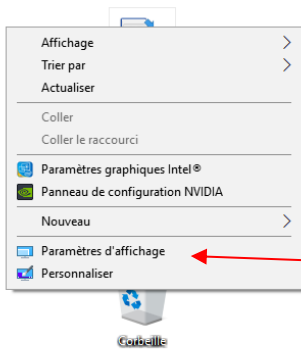 Affichage
Trier par
Actualiser
Coller
Coller le raccourci
Paramètres graphiques Intel®
Panneau de configuration NVIDIA
Nouveau
Paramètres d'affichage
Personnaliser
Corbeille